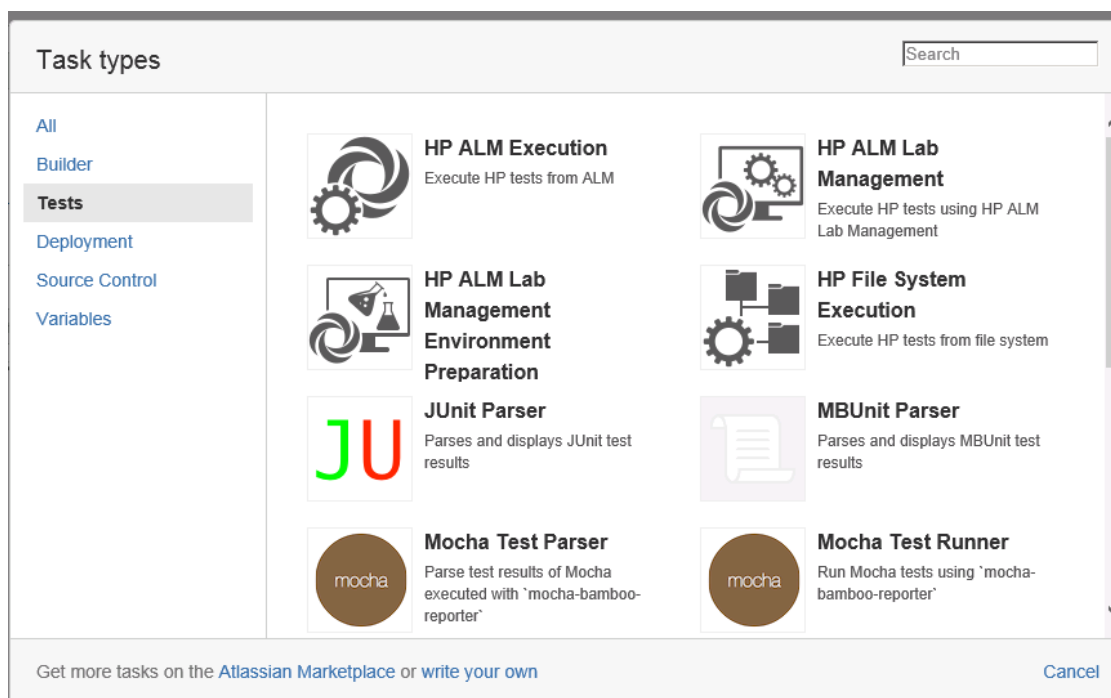 Task types
Search
All
Builder
Tests
Deployment
Source Control
Variables
HP ALM Execution
Execute HP tests from ALM
HP ALM Lab
Management
Execute HP tests using HP ALM
Lab Management
HP ALM Lab
Management
Environment
Preparation
HP File System
Execution
Execute HP tests from file system
JU
JUnit Parser
Parses and displays JUnit test
results
MBUnit Parser
Parses and displays MBUnit test
results
mocha
Mocha Test Parser
Parse test results of Mocha
executed with `mocha-bamboo-
reporter`
mocha
Mocha Test Runner
Run Mocha tests using `mocha-
bamboo-reporter`
Get more tasks on the Atlassian Marketplace or write your own
Cancel